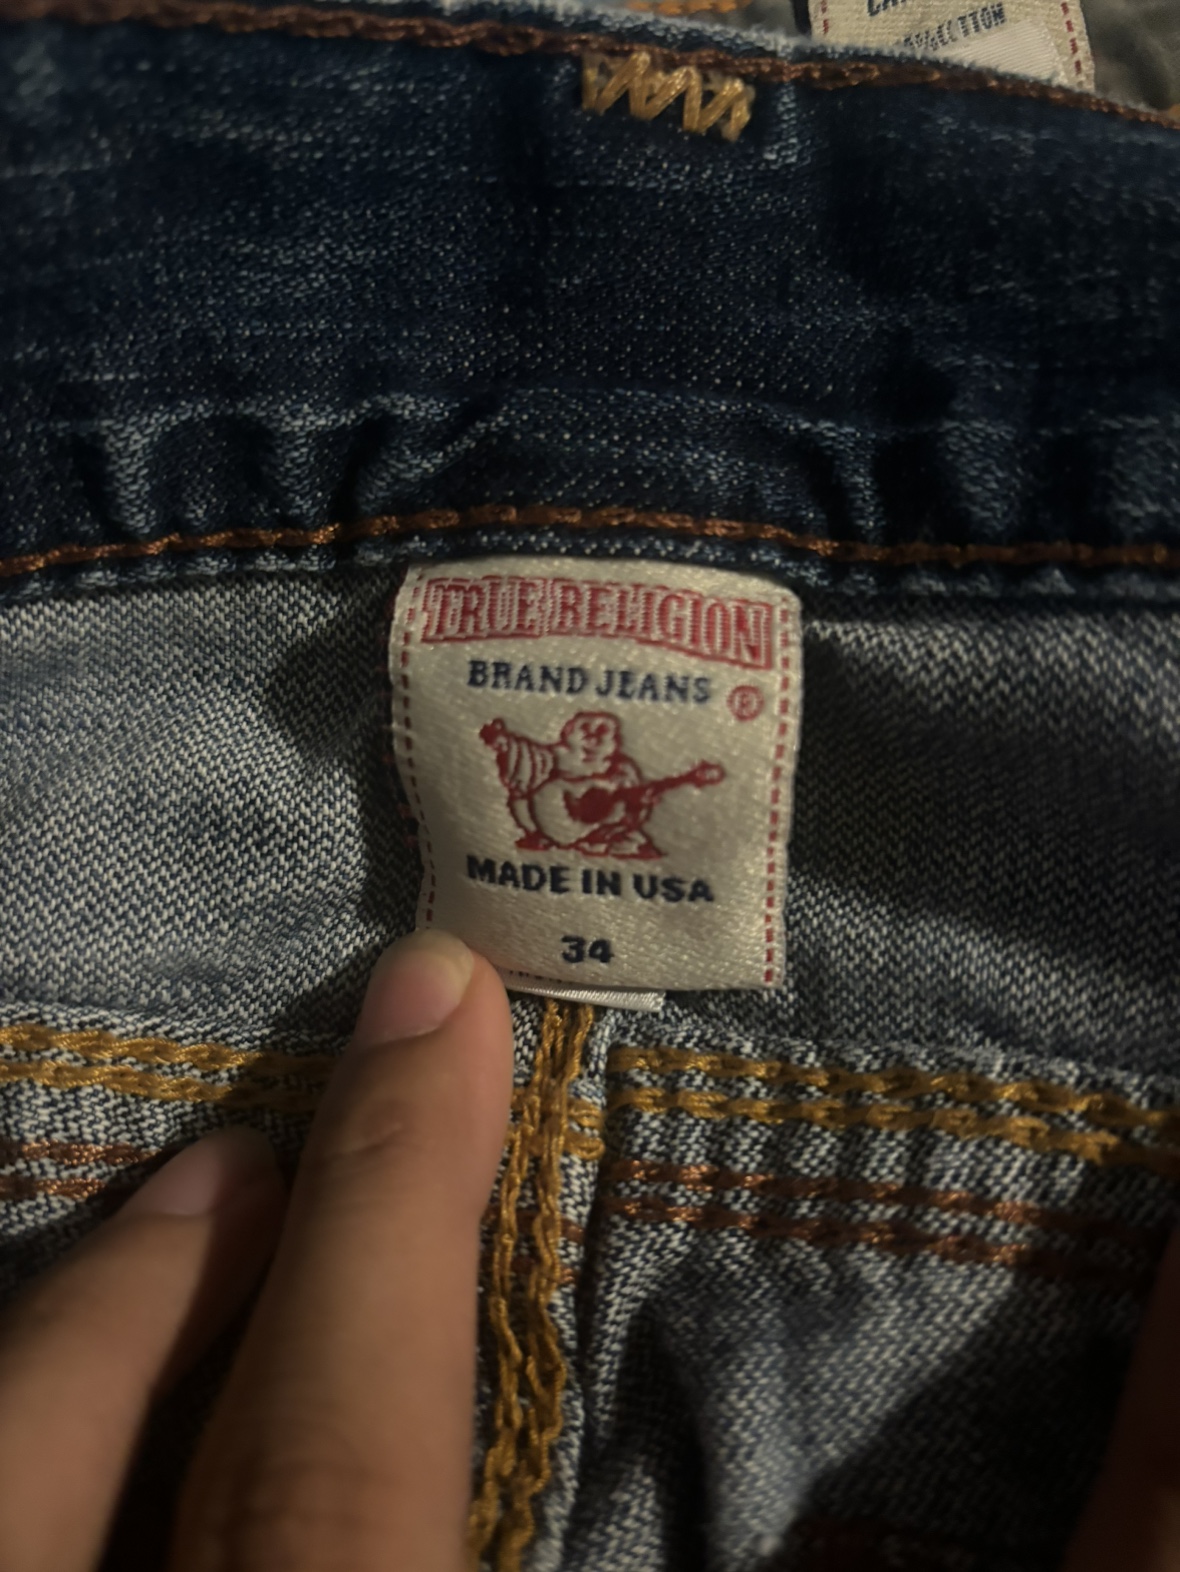 TRUE RELIGION
BRAND JEANS ®
MADE IN USA
34